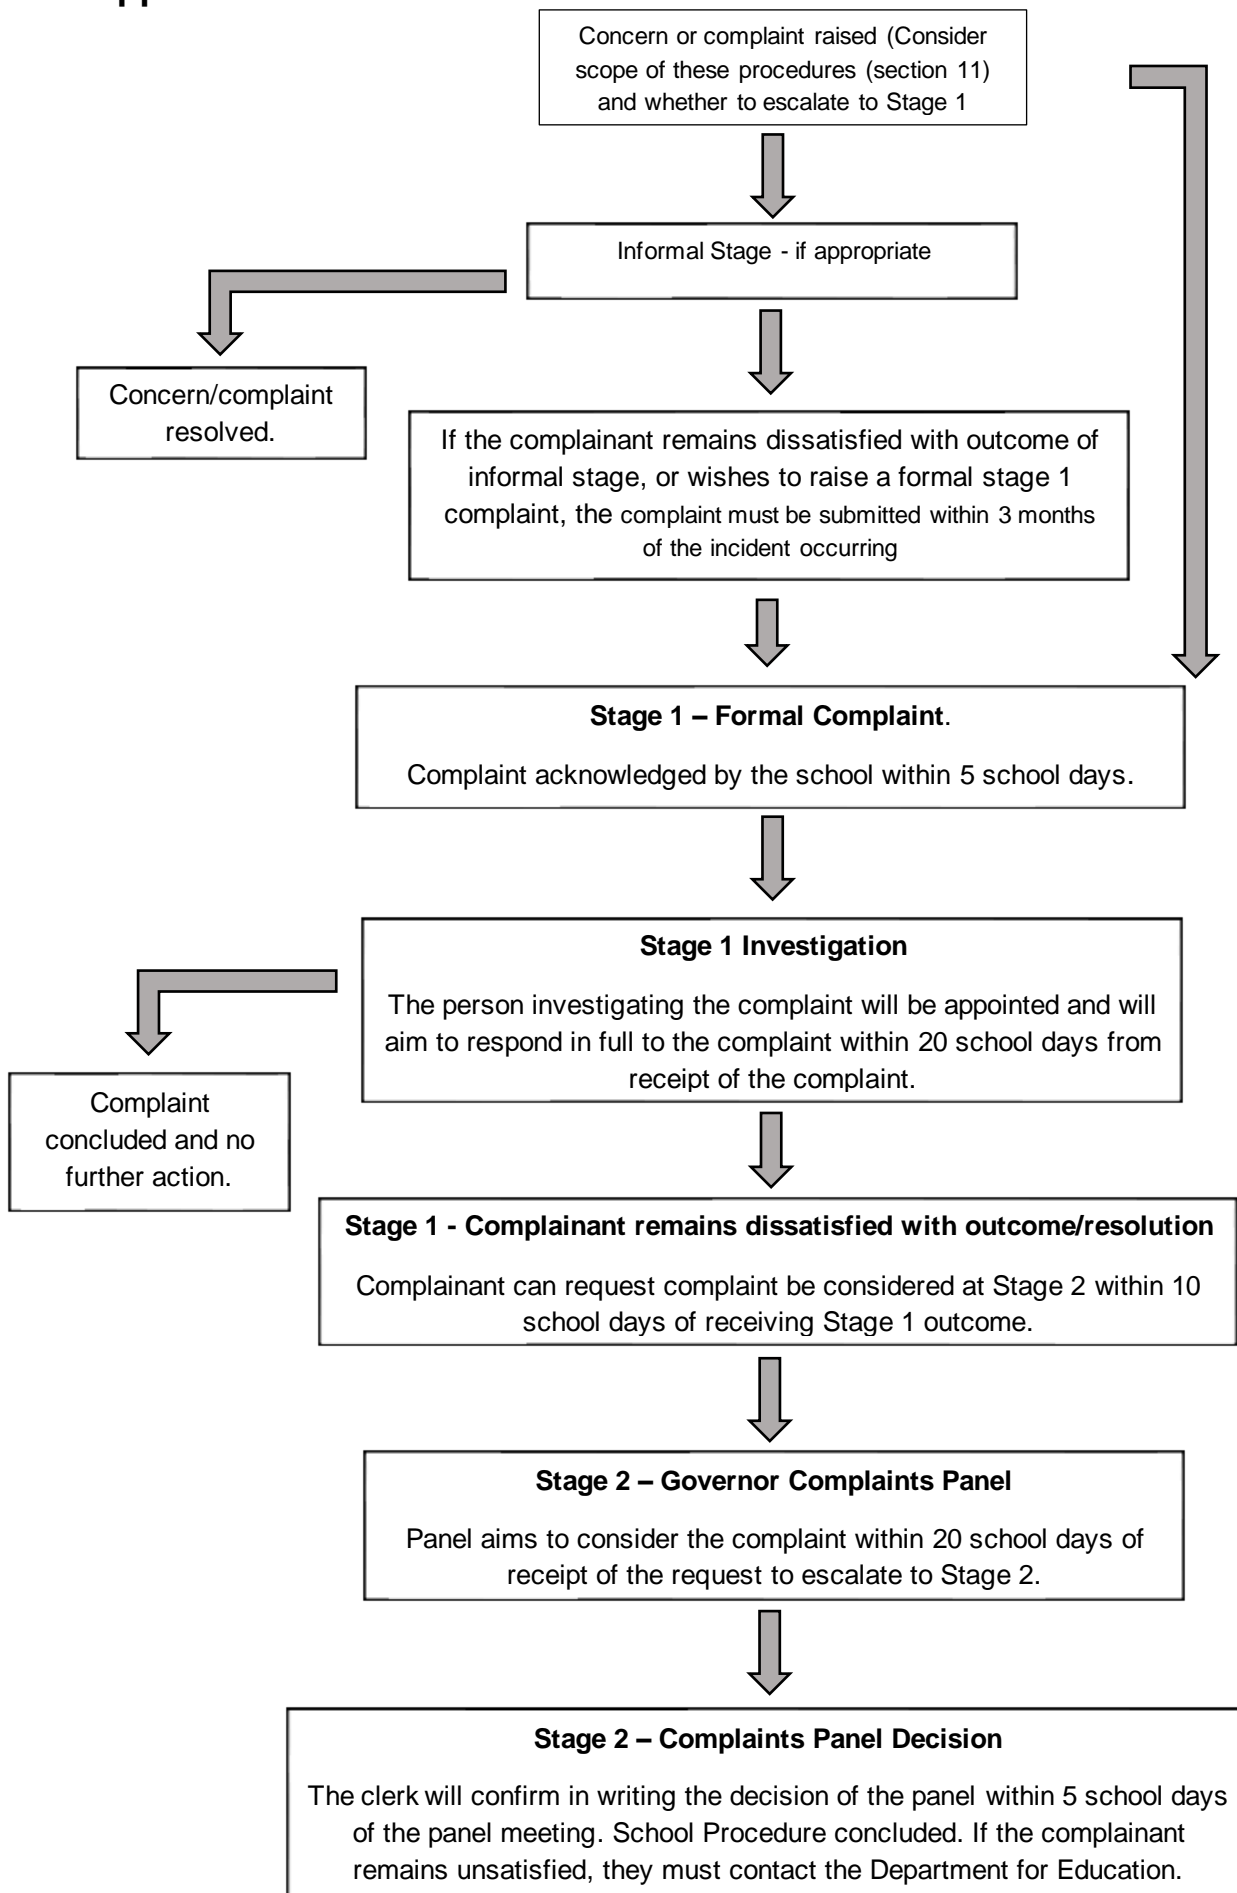 Concern or complaint raised (Consider
scope of these procedures (section 11)
and whether to escalate to Stage 1
Informal Stage - if appropriate
Concern/complaint
resolved.
If the complainant remains dissatisfied with outcome of
informal stage, or wishes to raise a formal stage 1
complaint, the complaint must be submitted within 3 months
of the incident occurring
Stage 1 – Formal Complaint.
Complaint acknowledged by the school within 5 school days.
Stage 1 Investigation
The person investigating the complaint will be appointed and will
aim to respond in full to the complaint within 20 school days from
receipt of the complaint.
Complaint
concluded and no
further action.
Stage 1 - Complainant remains dissatisfied with outcome/resolution
Complainant can request complaint be considered at Stage 2 within 10
school days of receiving Stage 1 outcome.
Stage 2 – Governor Complaints Panel
Panel aims to consider the complaint within 20 school days of
receipt of the request to escalate to Stage 2.
Stage 2 – Complaints Panel Decision
The clerk will confirm in writing the decision of the panel within 5 school days
of the panel meeting. School Procedure concluded. If the complainant
remains unsatisfied, they must contact the Department for Education.